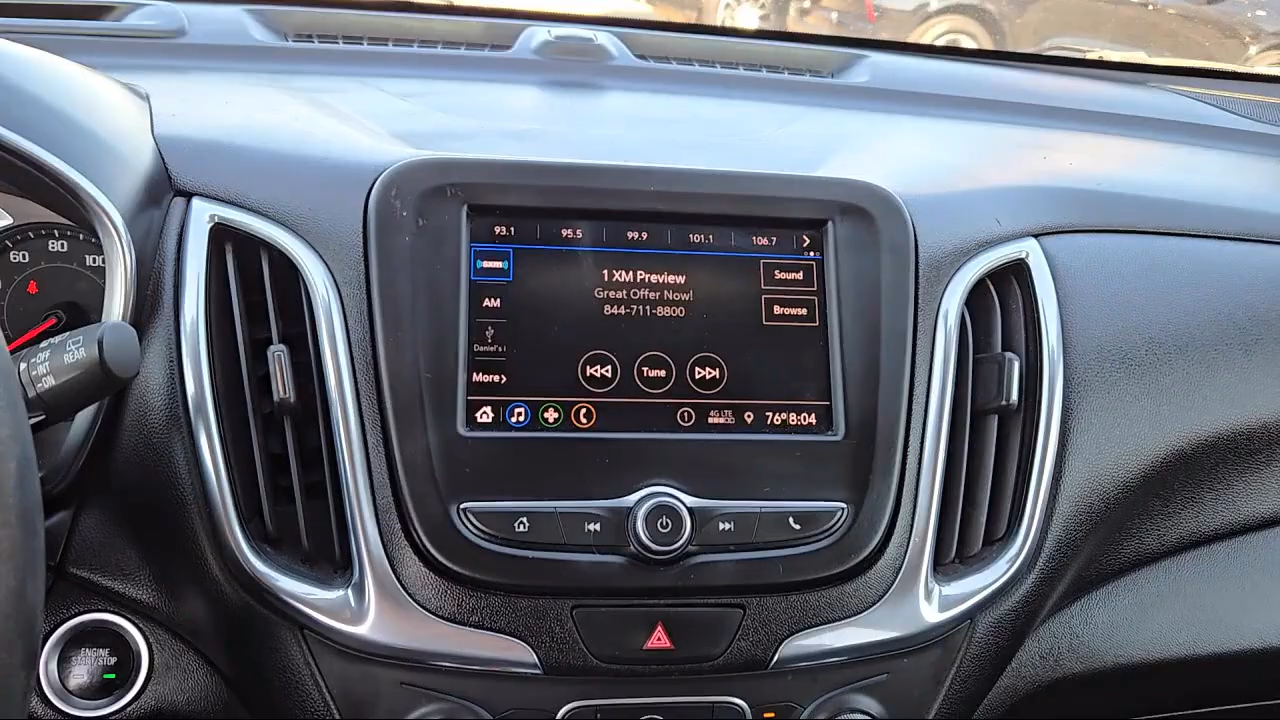 93.1 95.5 99.9 101.1 106.7
sxm
1 XM Preview
Sound
Great Offer Now!
AM
844-711-8800
Browse
Daniel's i
Tune
More
1 4G LTE 76° 8:04
60 80 100
OFF
INT
ON
REAR
ENGINE
START/STOP